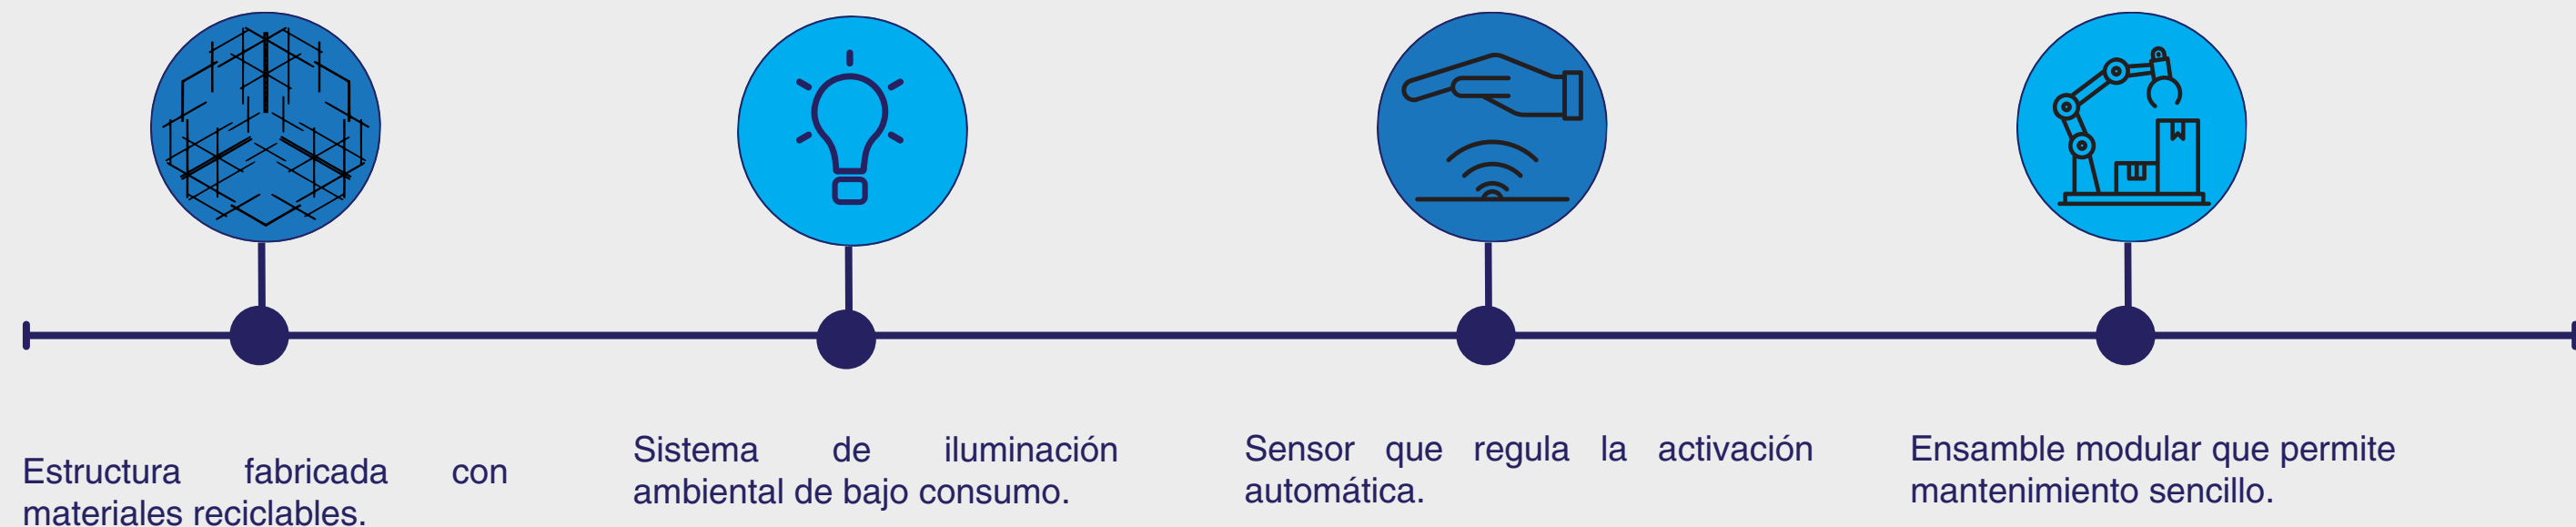 Estructura fabricada con
materiales reciclables.
Sistema de iluminación
ambiental de bajo consumo.
Sensor que regula la activación
automática.
Ensamble modular que permite
mantenimiento sencillo.